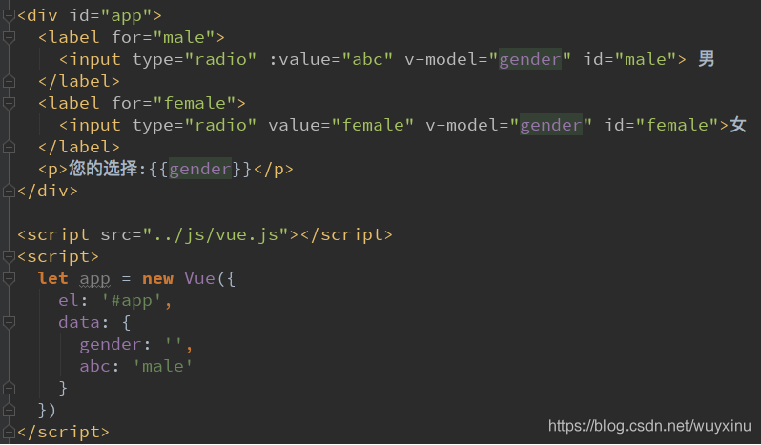 <div id="app">
  <label for="male">
    <input type="radio" :value="abc" v-model="gender" id="male"> 男
  </label>
  <label for="female">
    <input type="radio" value="female" v-model="gender" id="female">女
  </label>
  <p>您的选择:{{gender}}</p>
</div>

<script src="../js/vue.js"></script>
<script>
  let app = new Vue({
    el: '#app',
    data: {
      gender: '',
      abc: 'male'
    }
  })
</script>
https://blog.csdn.net/wuyxinu